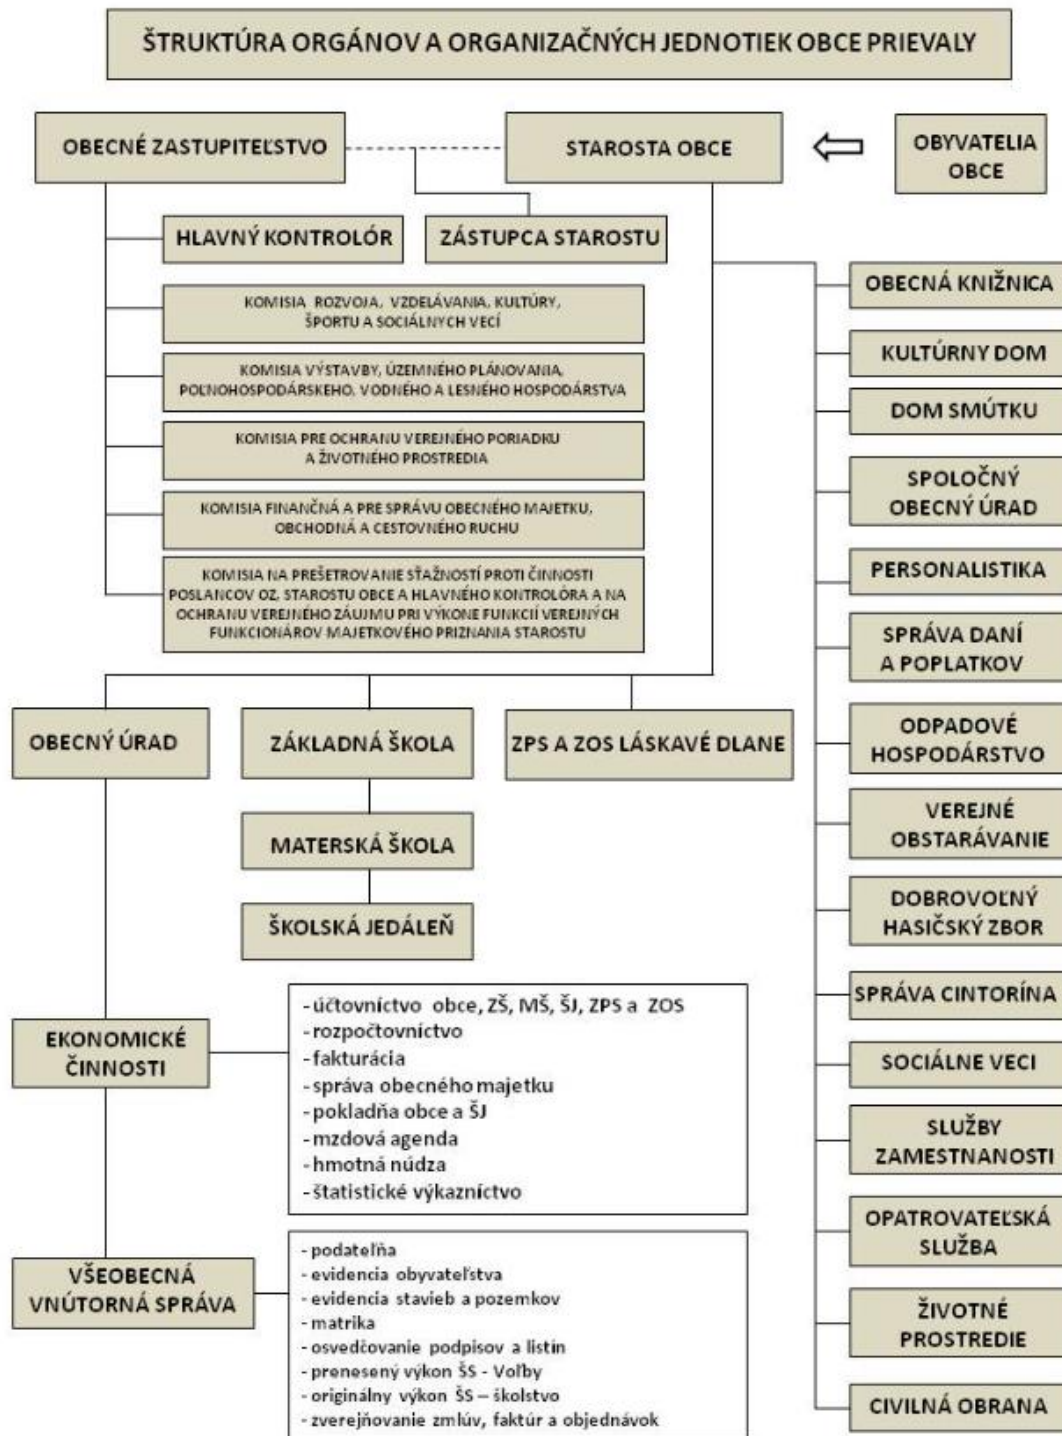 ŠTRUKTÚRA ORGÁNOV A ORGANIZAČNÝCH JEDNOTIEK OBCE PRIEVALY
OBECNÉ ZASTUPITEĽSTVO
STAROSTA OBCE
OBYVATELIA
OBCE
HLAVNÝ KONTROLÓR
ZÁSTUPCA STAROSTU
KOMISIA ROZVOJA, VZDELÁVANIA, KULTÚRY,
ŠPORTU A SOCIÁLNYCH VECÍ
KOMISIA VÝSTAVBY, ÚZEMNÉHO PLÁNOVANIA,
POĽNOHOSPODÁRSKEHO, VODNÉHO A LESNÉHO HOSPODÁRSTVA
KOMISIA PRE OCHRANU VEREJNÉHO PORIADKU
A ŽIVOTNÉHO PROSTREDIA
KOMISIA FINANČNÁ A PRE SPRÁVU OBECNÉHO MAJETKU,
OBCHODNÁ A CESTOVNÉHO RUCHU
KOMISIA NA PREŠETROVANIE SŤAŽNOSTÍ PROTI ČINNOSTI
POSLANCOV OZ, STAROSTU OBCE A HLAVNÉHO KONTROLÓRA A NA
OCHRANU VEREJNÉHO ZÁUJMU PRI VÝKONE FUNKCIÍ VEREJNÝCH
FUNKCIONÁROV MAJETKOVÉHO PRIZNANIA STAROSTU
OBECNÝ ÚRAD
ZÁKLADNÁ ŠKOLA
ZPS A ZOS LÁSKAVÉ DLANE
MATERSKÁ ŠKOLA
ŠKOLSKÁ JEDÁLEŇ
EKONOMICKÉ
ČINNOSTI
- účtovníctvo obce, ZŠ, MŠ, ŠJ, ZPS a ZOS
- rozpočtovníctvo
- fakturácia
- správa obecného majetku
- pokladňa obce a ŠJ
- mzdová agenda
- hmotná núdza
- štatistické výkazníctvo
VŠEOBECNÁ
VNÚTORNÁ SPRÁVA
- podateľňa
- evidencia obyvateľstva
- evidencia stavieb a pozemkov
- matrika
- osvedčovanie podpisov a listín
- prenesený výkon ŠS - Voľby
- originálny výkon ŠS – školstvo
- zverejňovanie zmlúv, faktúr a objednávok
OBECNÁ KNIŽNICA
KULTÚRNY DOM
DOM SMÚTKU
SPOLOČNÝ
OBECNÝ ÚRAD
PERSONALISTIKA
SPRÁVA DANÍ
A POPLATKOV
ODPADOVÉ
HOSPODÁRSTVO
VEREJNÉ
OBSTARÁVANIE
DOBROVOĽNÝ
HASIČSKÝ ZBOR
SPRÁVA CINTORÍNA
SOCIÁLNE VECI
SLUŽBY
ZAMESTNANOSTI
OPATROVATEĽSKÁ
SLUŽBA
ŽIVOTNÉ
PROSTREDIE
CIVILNÁ OBRANA